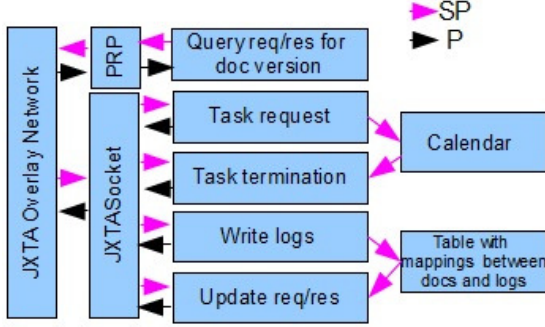 SP
P
Query req/res for
doc version
PRP
JXTA Overlay Network
JXTASocket
Task request
Calendar
Task termination
Write logs
Table with
mappings between
docs and logs
Update req/res